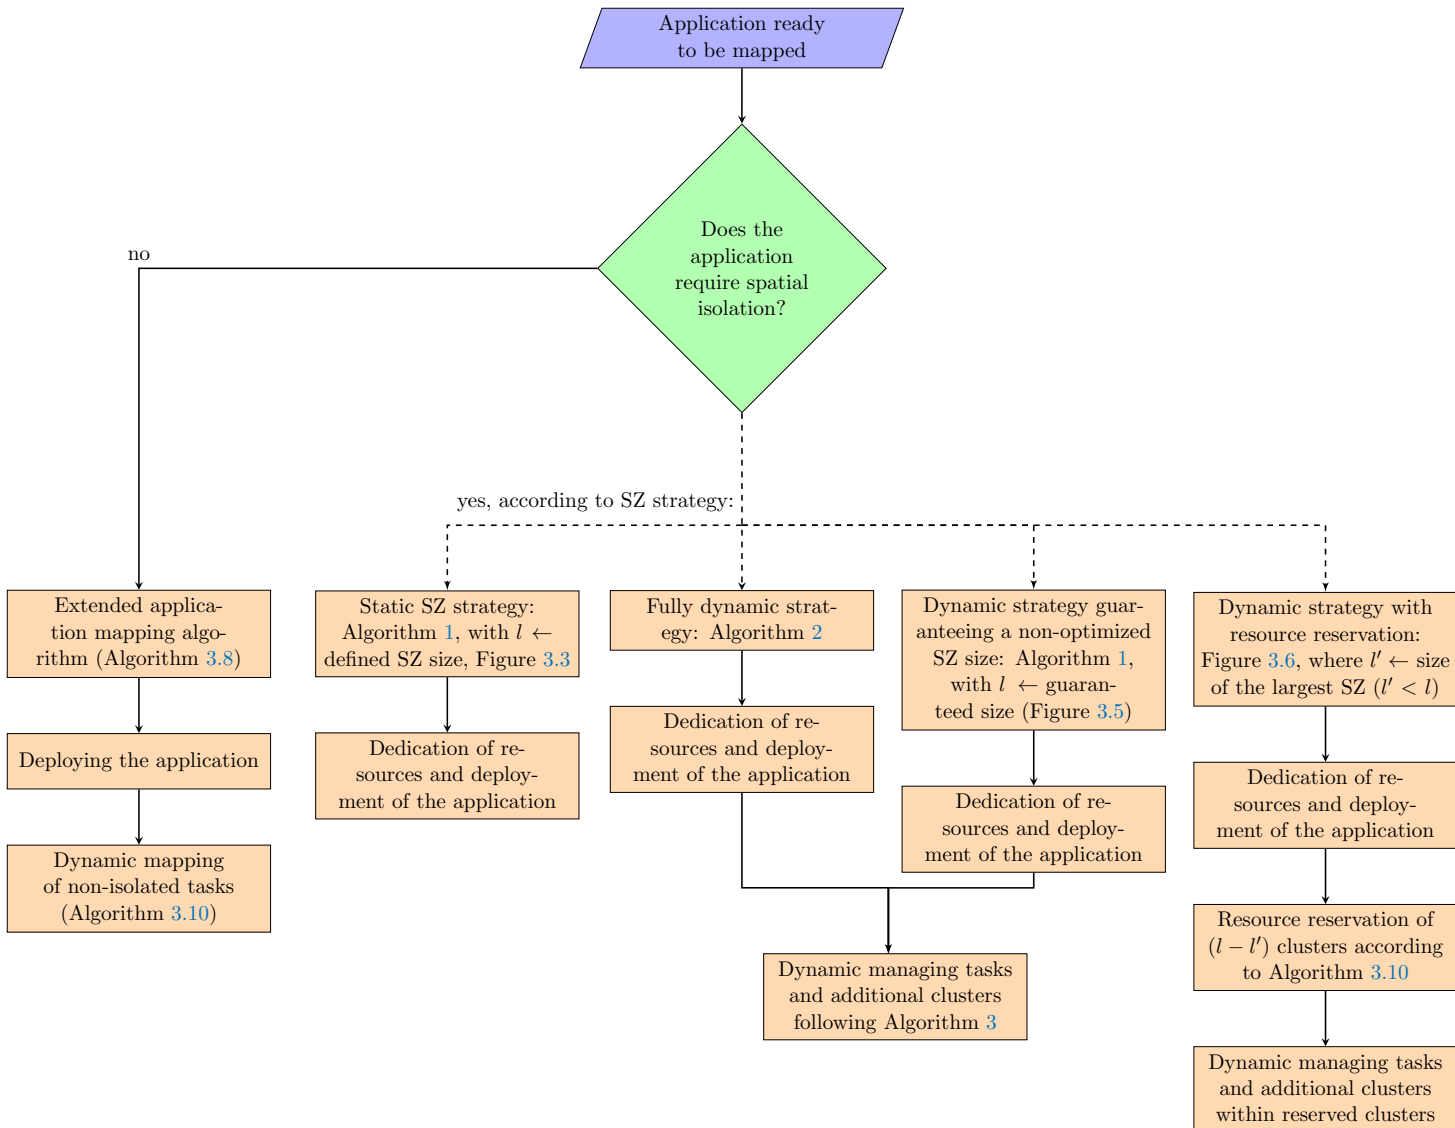 Application ready
to be mapped
Does the
application
require spatial
isolation?
no
yes, according to SZ strategy:
Extended applica-
tion mapping algo-
rithm (Algorithm 3.8)
Deploying the application
Dynamic mapping
of non-isolated tasks
(Algorithm 3.10)
Static SZ strategy:
Algorithm 1, with l ←
defined SZ size, Figure 3.3
Dedication of re-
sources and deploy-
ment of the application
Fully dynamic strat-
egy: Algorithm 2
Dedication of re-
sources and deploy-
ment of the application
Dynamic strategy guar-
anteeing a non-optimized
SZ size: Algorithm 1,
with l ← guaran-
teed size (Figure 3.5)
Dedication of re-
sources and deploy-
ment of the application
Dynamic managing tasks
and additional clusters
following Algorithm 3
Dynamic strategy with
resource reservation:
Figure 3.6, where l′ ← size
of the largest SZ (l′ < l)
Dedication of re-
sources and deploy-
ment of the application
Resource reservation of
(l − l′) clusters according
to Algorithm 3.10
Dynamic managing tasks
and additional clusters
within reserved clusters